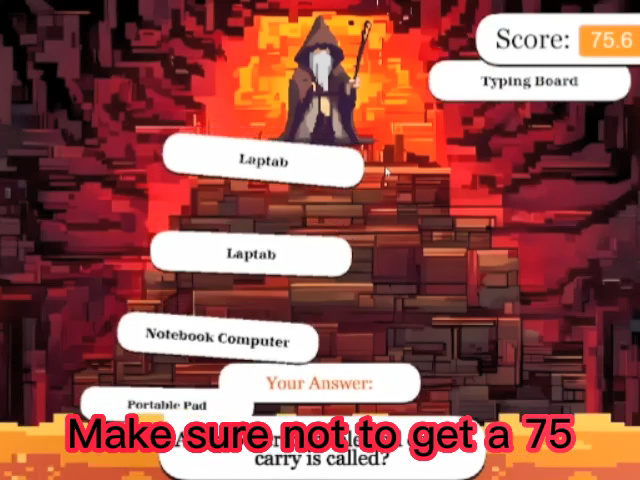 Score: 75.6
Typing Board
Laptab
Laptab
Notebook Computer
Your Answer:
Portable Pad
Make sure not to get a 75
carry is called?